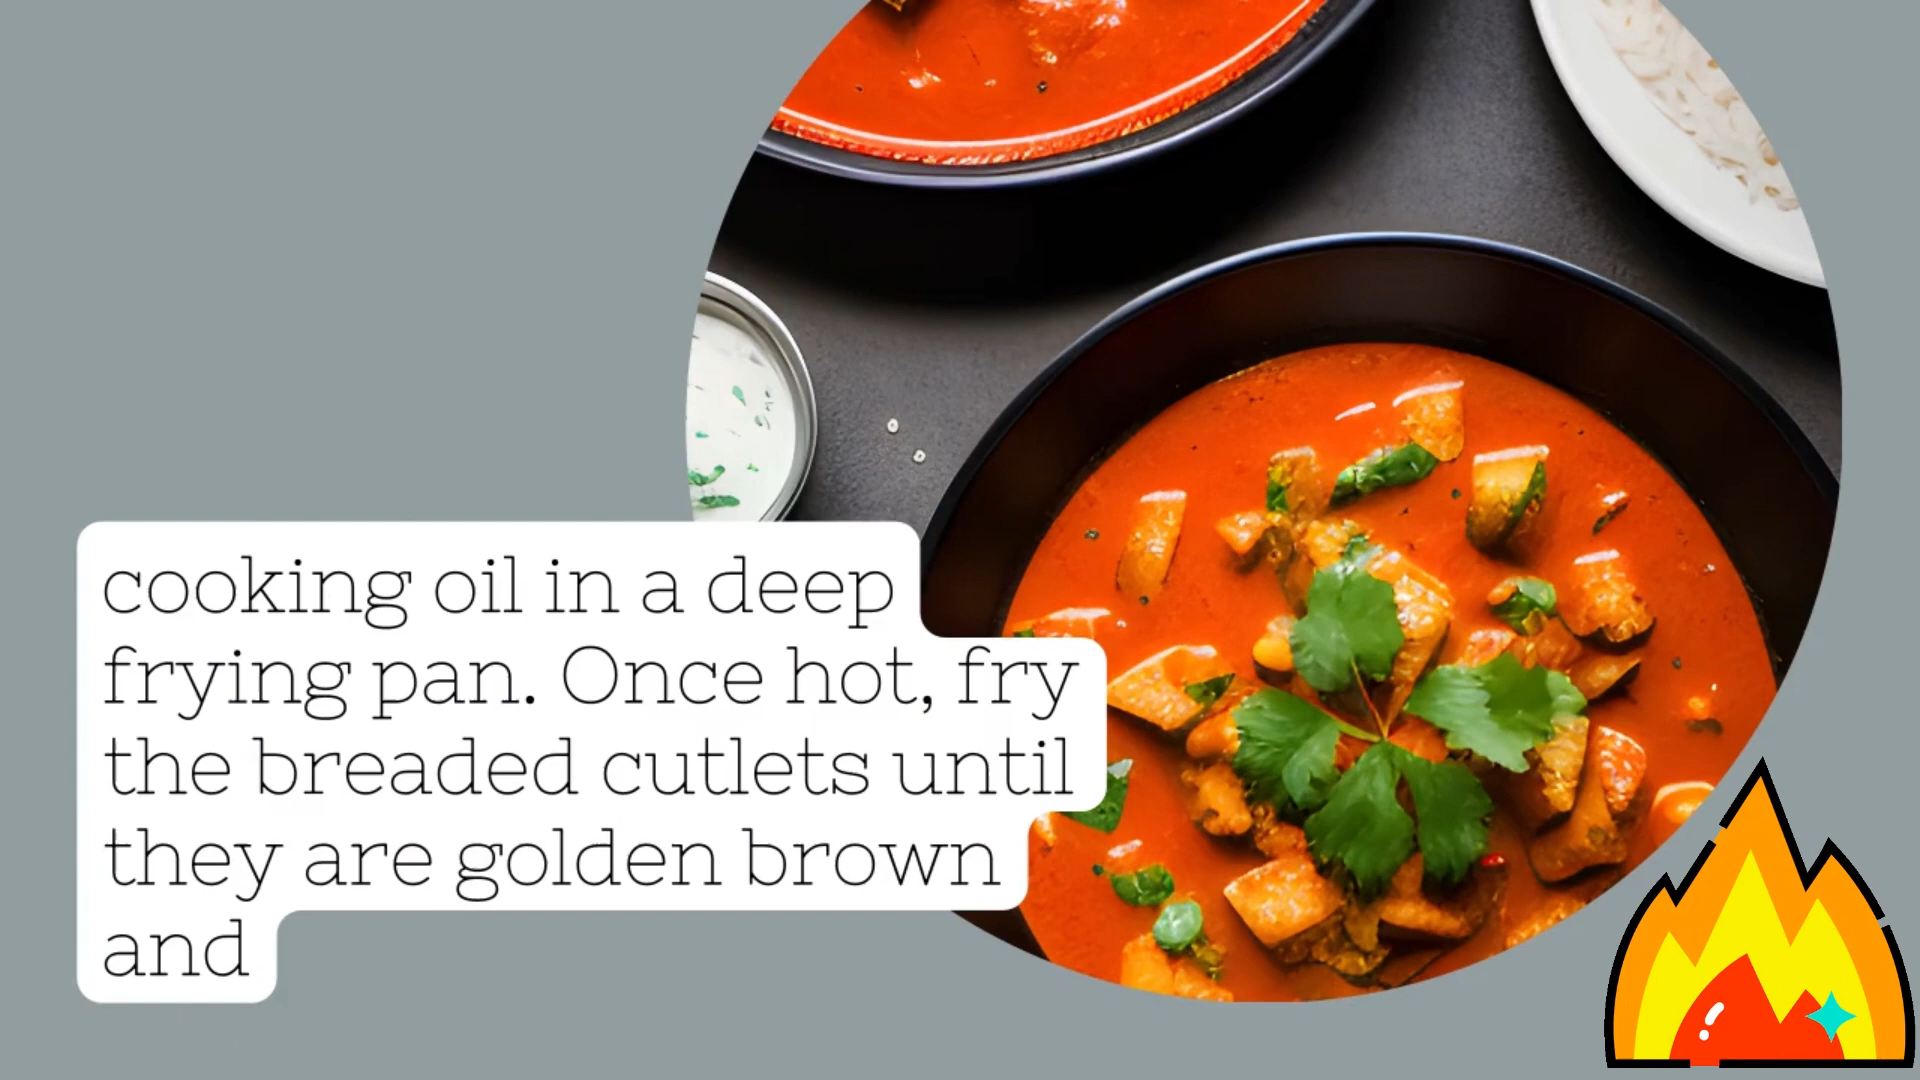 cooking oil in a deep
frying pan. Once hot, fry
the breaded cutlets until
they are golden brown
and